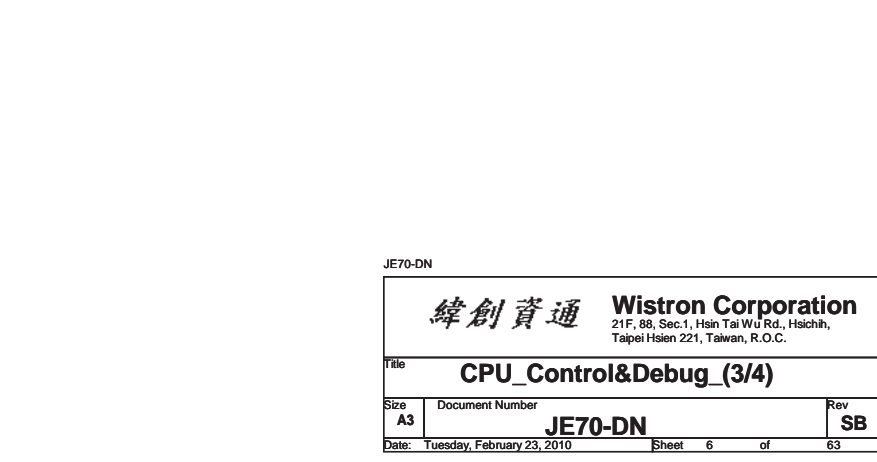 JE70-DN
緯創資通
Wistron Corporation
21F, 88, Sec.1, Hsin Tai Wu Rd., Hsichih,
Taipei Hsien 221, Taiwan, R.O.C.
Title
CPU_Control&Debug_(3/4)
Size Document Number Rev
A3 JE70-DN SB
Date: Tuesday, February 23, 2010 Sheet 6 of 63